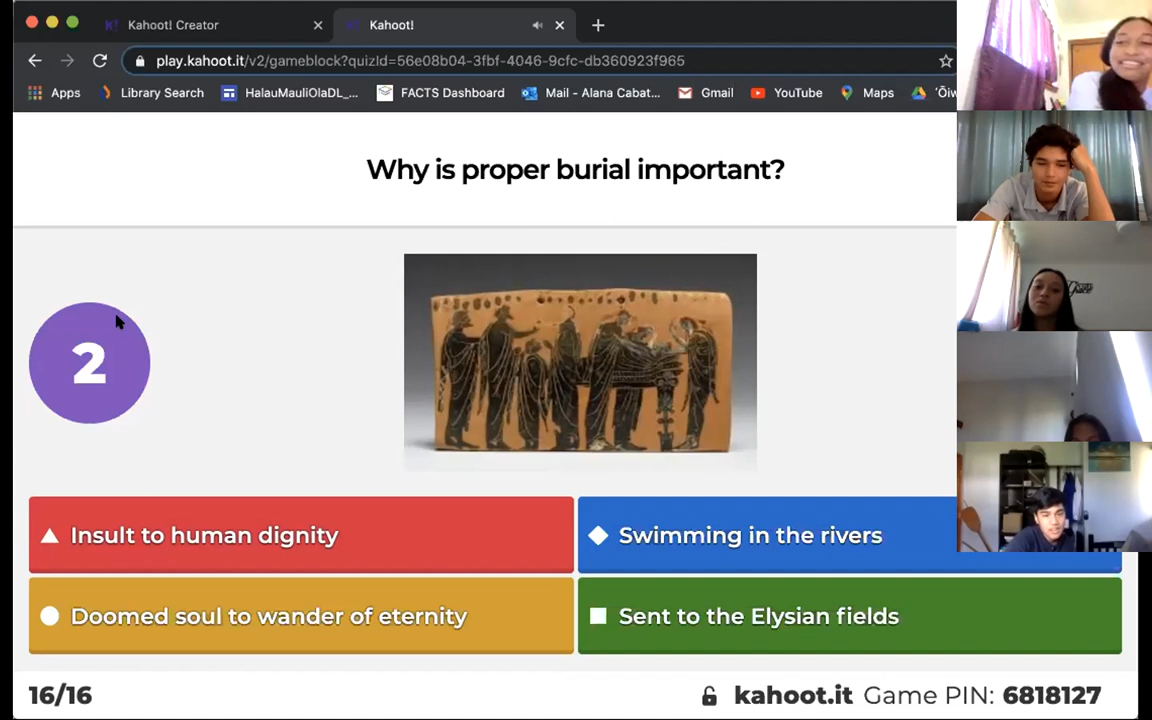 Kahoot! Creator
Kahoot!
play.kahoot.it/v2/gameblock?quizId=56e08b04-3fbf-4046-9cfc-db360923f965
Apps
Library Search
HalauMauliOlaDL_...
FACTS Dashboard
Mail - Alana Cabat...
Gmail
YouTube
Maps
ʻŌiw
Why is proper burial important?
2
Insult to human dignity
Swimming in the rivers
Doomed soul to wander of eternity
Sent to the Elysian fields
16/16
kahoot.it Game PIN: 6818127